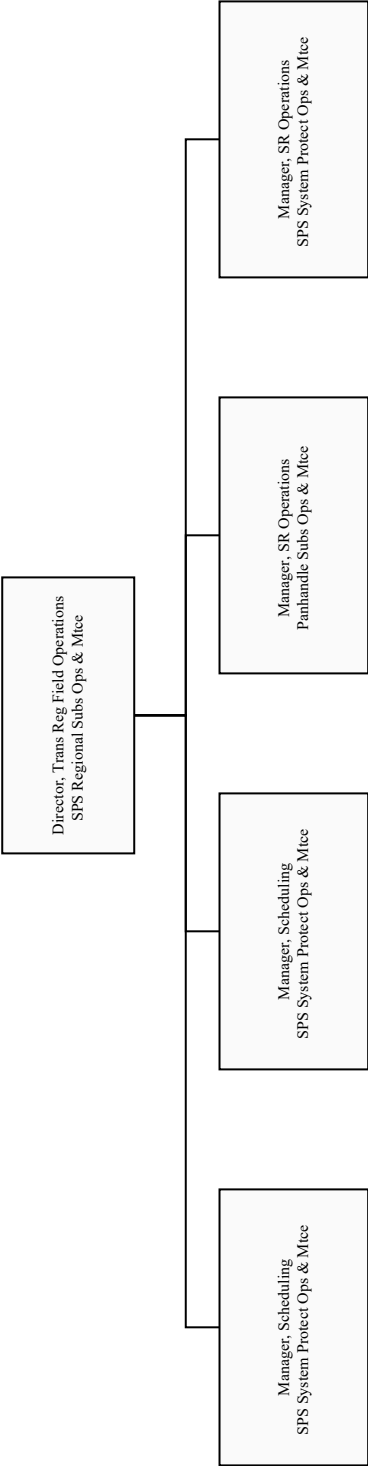 Director, Trans Reg Field Operations
SPS Regional Subs Ops & Mtce
Manager, Scheduling
SPS System Protect Ops & Mtce
Manager, Scheduling
SPS System Protect Ops & Mtce
Manager, SR Operations
Panhandle Subs Ops & Mtce
Manager, SR Operations
SPS System Protect Ops & Mtce